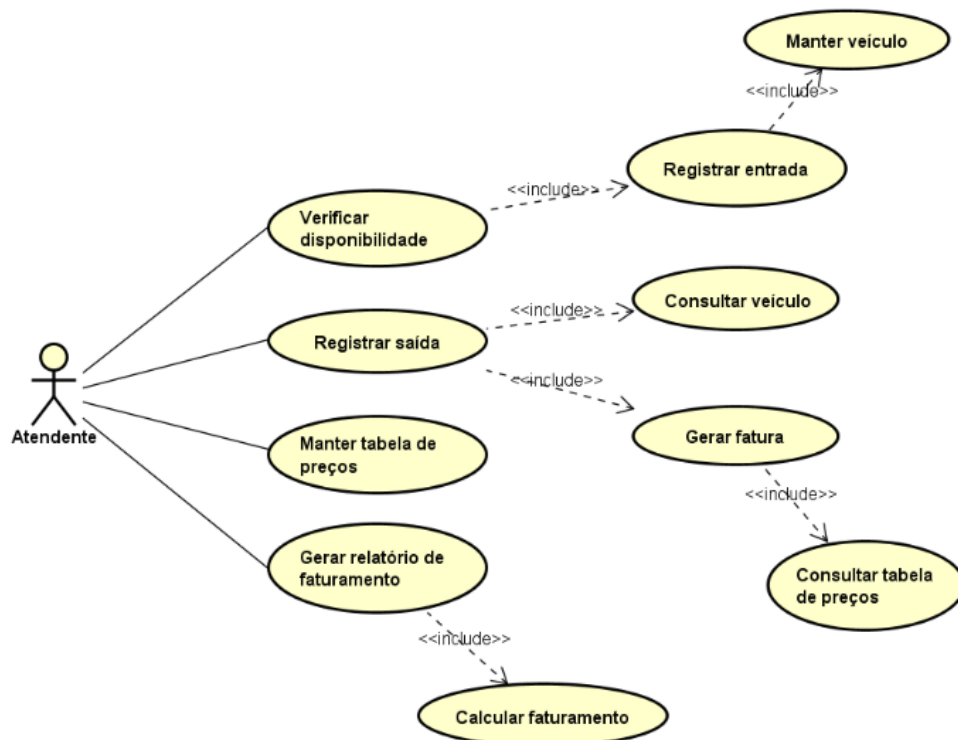 Manter veículo
<<include>>
Registrar entrada
<<include>>
Verificar
disponibilidade
Consultar veículo
<<include>>
Registrar saída
<<include>>
Atendente
Manter tabela de
preços
Gerar fatura
<<include>>
Gerar relatório de
faturamento
Consultar tabela
de preços
<<include>>
Calcular faturamento